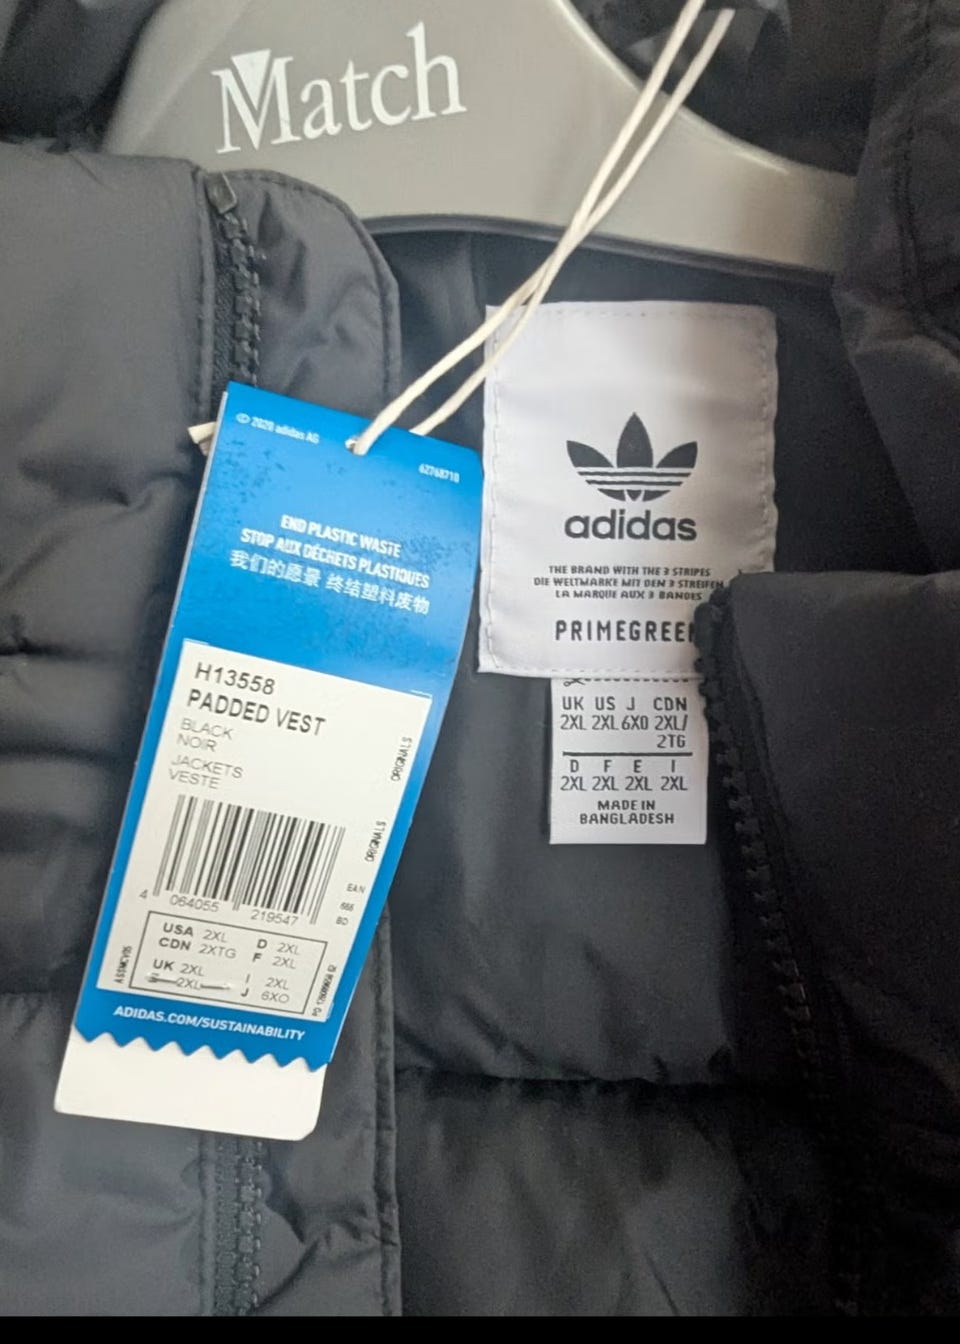 Match
© 2020 adidas AG
62768710
END PLASTIC WASTE
STOP AUX DÉCHETS PLASTIQUES
我们的愿景 终结塑料废物
H13558
PADDED VEST
BLACK
NOIR
JACKETS
VESTE
ORIGINALS
ORIGINALS
EAN
4 064055 219547
BD
USA 2XL D 2XL
CDN 2XTG F 2XL
UK 2XL I 2XL
2XL J 6XO
ADIDAS.COM/SUSTAINABILITY
adidas
THE BRAND WITH THE 3 STRIPES
DIE WELTMARKE MIT DEN 3 STREIFEN
LA MARQUE AUX 3 BANDES
PRIMEGREEN
UK US J CDN
2XL 2XL 6XO 2XL/
2TG
D F E I
2XL 2XL 2XL 2XL
MADE IN
BANGLADESH